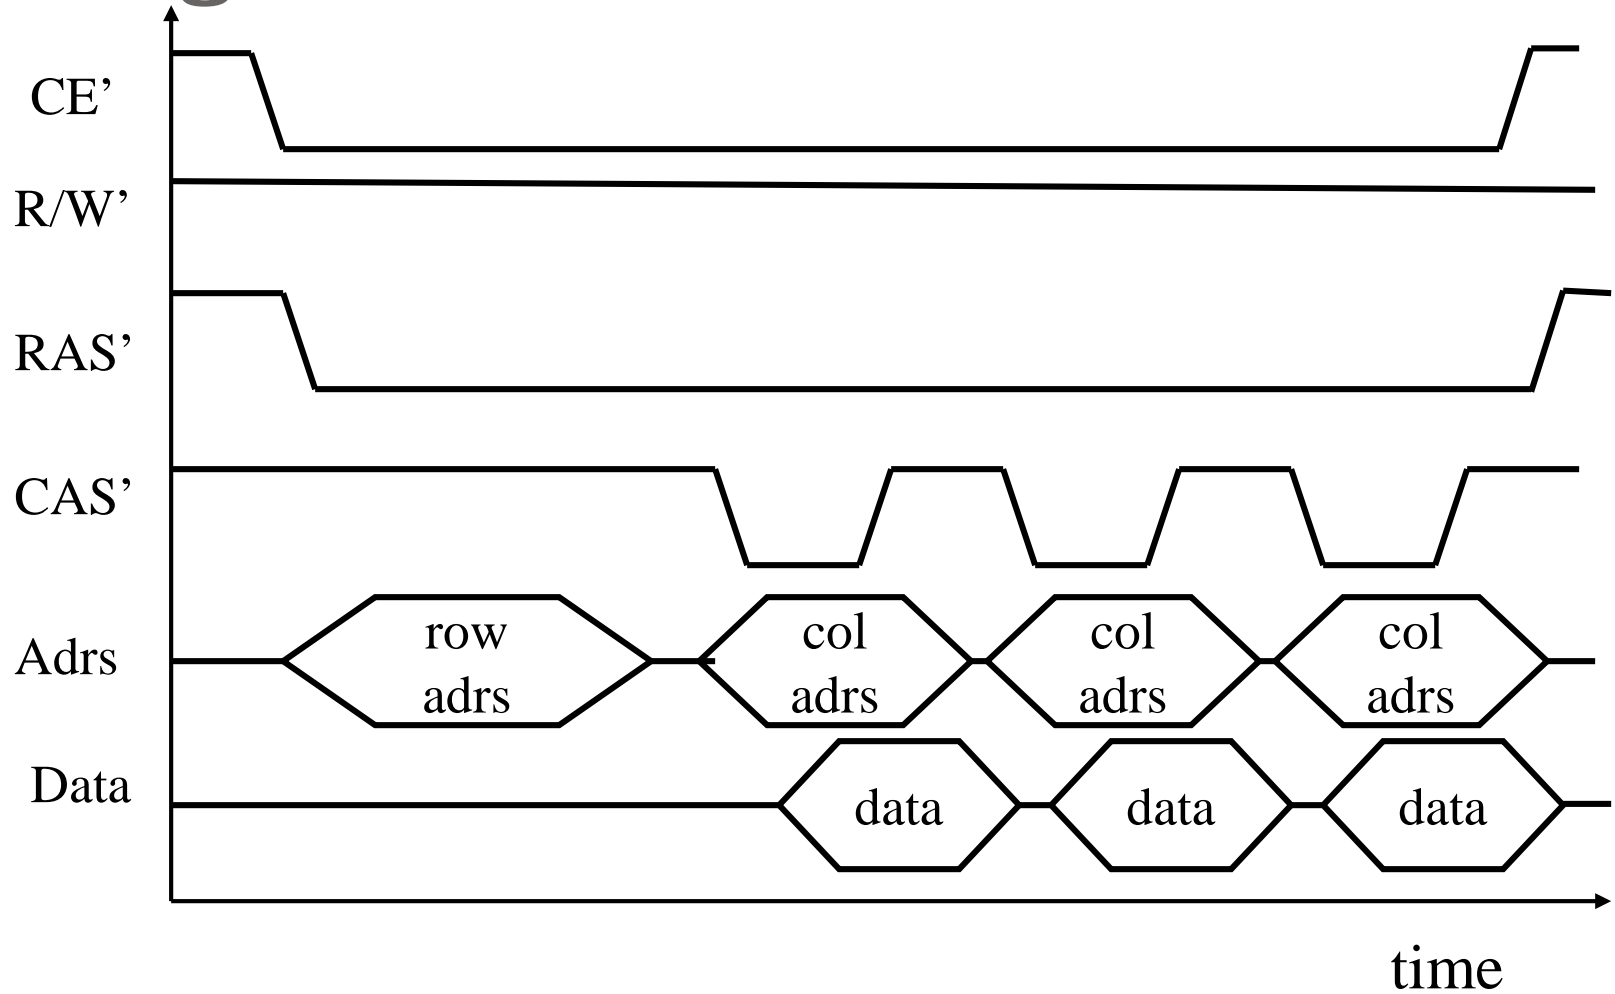 CE’
R/W’
RAS’
CAS’
Adrs
row
adrs
col
adrs
col
adrs
col
adrs
Data
data
data
data
time